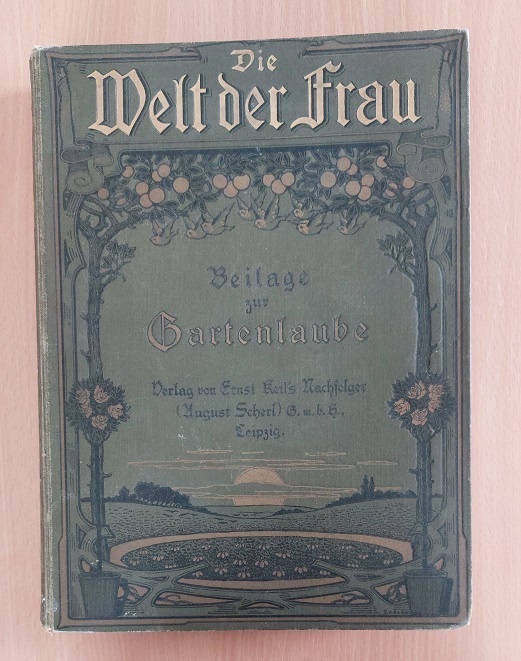 Die
Welt der Frau
Beilage
zur
Gartenlaube
Verlag von Ernst Keil's Nachfolger
(August Scherl) G. m. b. H.,
Leipzig.